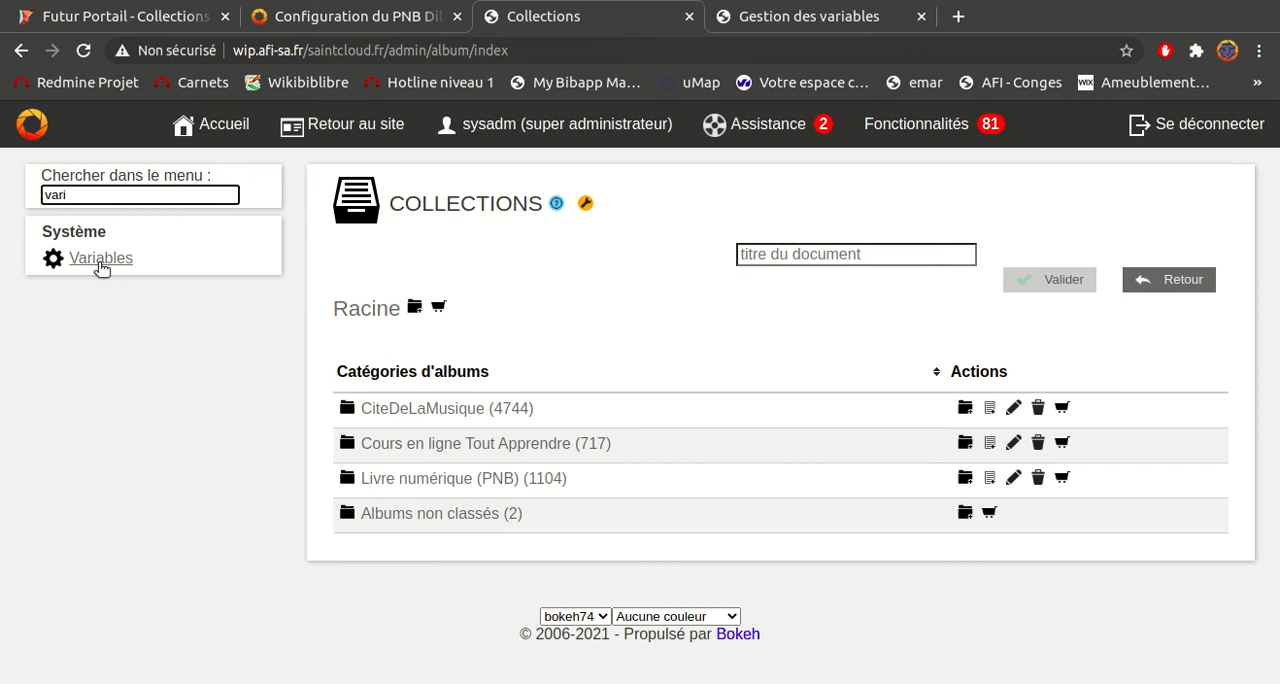 Futur Portail - Collections
Configuration du PNB Dil
Collections
Gestion des variables
Non sécurisé
wip.afi-sa.fr/saintcloud.fr/admin/album/index
Redmine Projet
Carnets
Wikibiblibre
Hotline niveau 1
My Bibapp Ma...
uMap
Votre espace c...
emar
AFI - Conges
WiX
Ameublement...
»
Accueil
Retour au site
sysadm (super administrateur)
Assistance 2
Fonctionnalités 81
Se déconnecter
Chercher dans le menu :
vari
Système
Variables
COLLECTIONS
titre du document
Valider
Retour
Racine
Catégories d'albums
Actions
CiteDeLaMusique (4744)
Cours en ligne Tout Apprendre (717)
Livre numérique (PNB) (1104)
Albums non classés (2)
bokeh74 Aucune couleur
© 2006-2021 - Propulsé par Bokeh